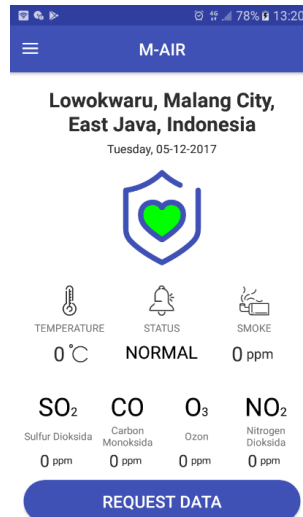 4G 78% 13:20
M-AIR
Lowokwaru, Malang City,
East Java, Indonesia
Tuesday, 05-12-2017
TEMPERATURE STATUS SMOKE
0 °C NORMAL 0 ppm
SO₂ CO O₃ NO₂
Sulfur Dioksida Carbon Monoksida Ozon Nitrogen Dioksida
0 ppm 0 ppm 0 ppm 0 ppm
REQUEST DATA